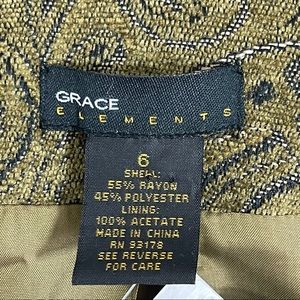 GRACE
ELEMENTS
6
SHELL:
55% RAYON
45% POLYESTER
LINING:
100% ACETATE
MADE IN CHINA
RN 93178
SEE REVERSE
FOR CARE